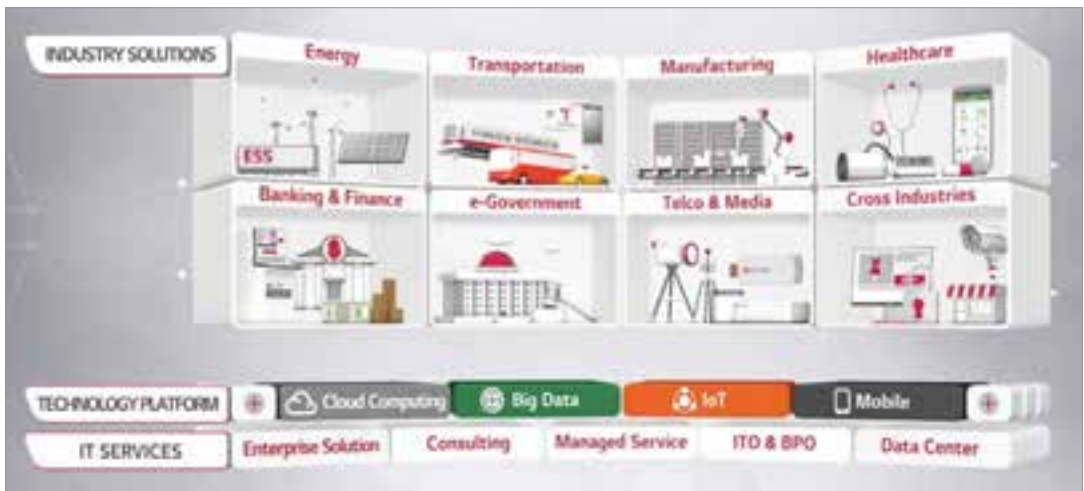 INDUSTRY SOLUTIONS
Energy
Transportation
Manufacturing
Healthcare
ESS
Banking & Finance
e-Government
Telco & Media
Cross Industries
TECHNOLOGY PLATFORM
Cloud Computing
Big Data
IoT
Mobile
IT SERVICES
Enterprise Solution
Consulting
Managed Service
ITO & BPO
Data Center